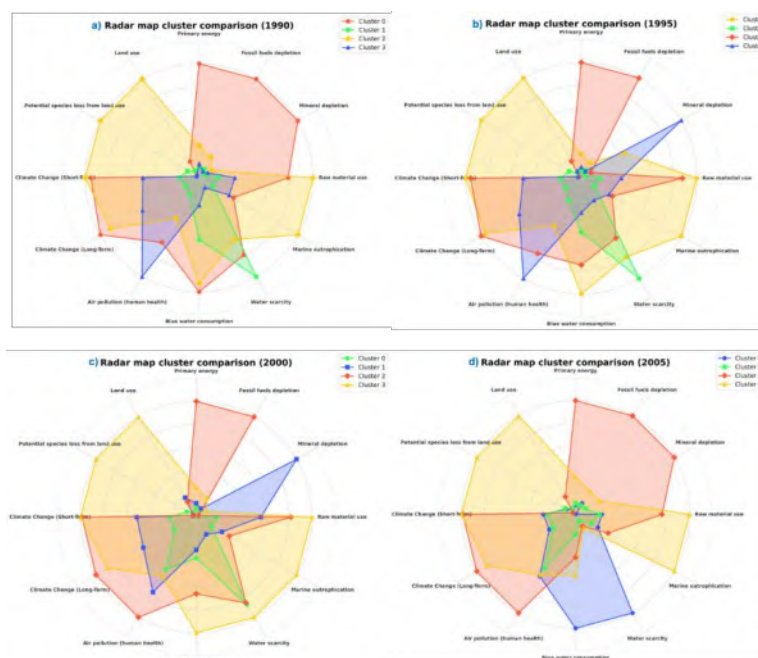 a) Radar map cluster comparison (1990)
Primary energy
Fossil fuels depletion
Mineral depletion
Raw material use
Marine eutrophication
Water scarcity
Blue water consumption
Air pollution (human health)
Climate Change (Long-Term)
Climate Change (Short-Term)
Potential species loss from land use
Land use
Cluster 0
Cluster 1
Cluster 2
Cluster 3
b) Radar map cluster comparison (1995)
Primary energy
Fossil fuels depletion
Mineral depletion
Raw material use
Marine eutrophication
Water scarcity
Blue water consumption
Air pollution (human health)
Climate Change (Long-Term)
Climate Change (Short-
Potential species loss from land use
Land use
Cluster
Cluster
Cluster
Cluster
c) Radar map cluster comparison (2000)
Primary energy
Fossil fuels depletion
Mineral depletion
Raw material use
Marine eutrophication
Water scarcity
Air pollution (human health)
Climate Change (Long-Term)
Climate Change (Short-
Potential species loss from land use
Land use
Cluster 0
Cluster 1
Cluster 2
Cluster 3
d) Radar map cluster comparison (2005)
Primary energy
Fossil fuels depletion
Mineral depletion
Raw material use
Marine eutrophication
Water scarcity
Blue water consumption
Air pollution (human health)
Climate Change (Long-Term)
Climate Change (Short-
Potential species loss from land use
Land use
Cluster
Cluster
Cluster
Cluster